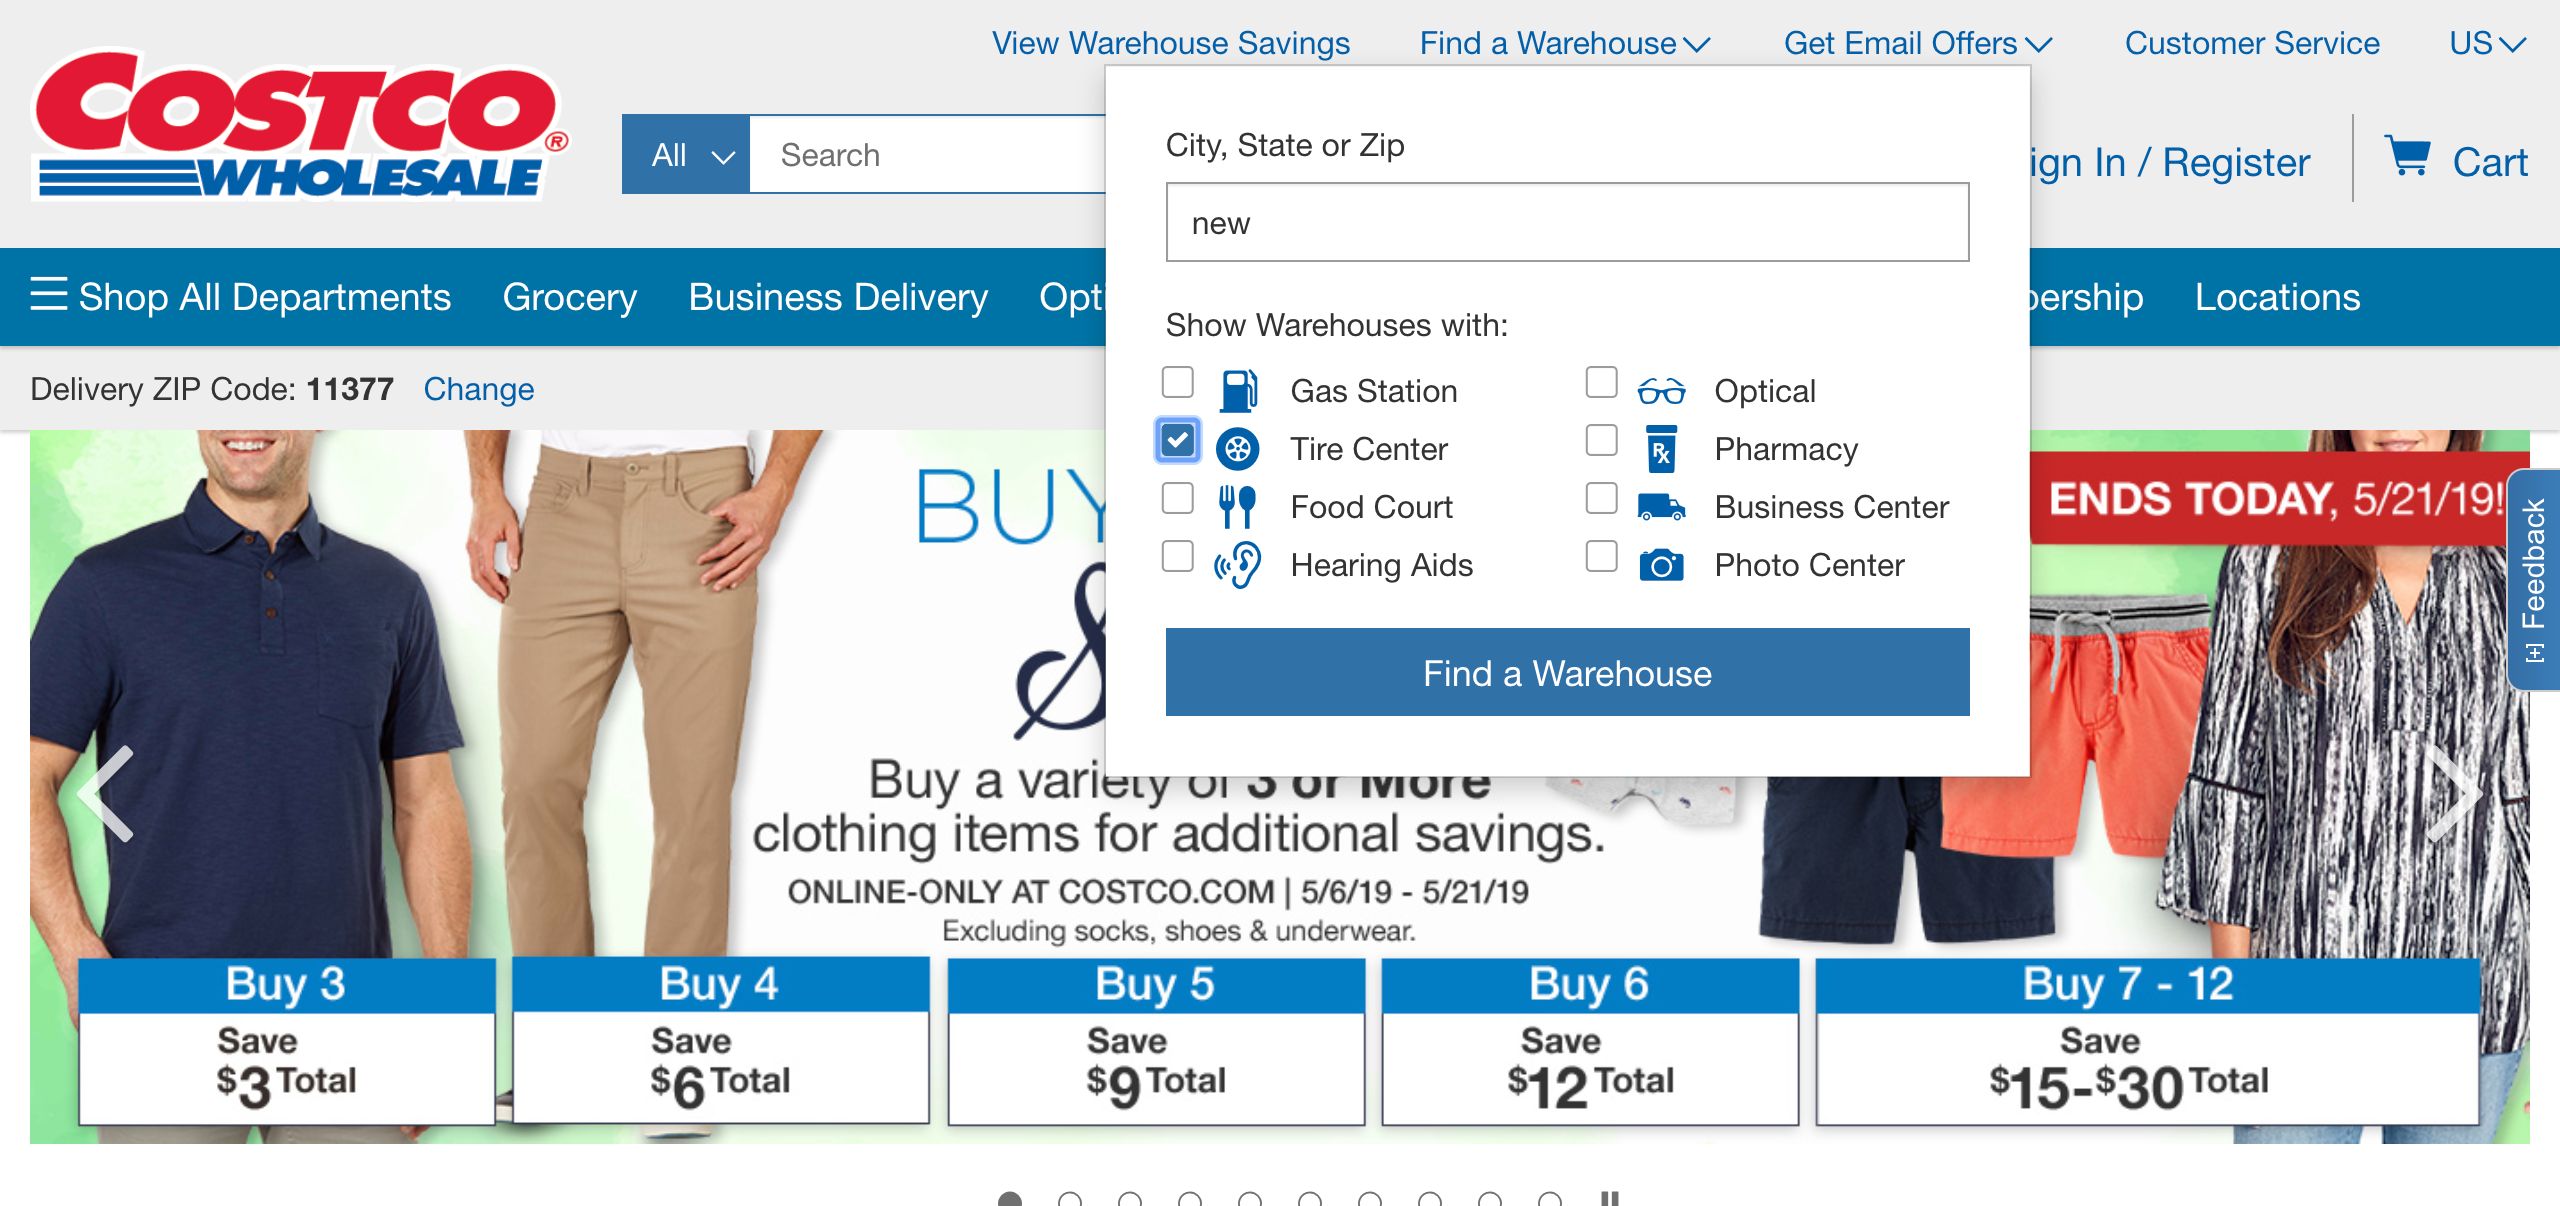 View Warehouse Savings
Find a Warehouse
Get Email Offers
Customer Service
US
COSTCO®
WHOLESALE
All
Search
ign In / Register
Cart
City, State or Zip
new
Shop All Departments
Grocery
Business Delivery
Opti
bership
Locations
Show Warehouses with:
Gas Station
Optical
Tire Center
Pharmacy
Food Court
Business Center
Hearing Aids
Photo Center
Find a Warehouse
Delivery ZIP Code: 11377 Change
BUY
&
ENDS TODAY, 5/21/19!
[+] Feedback
Buy a variety of 3 or More
clothing items for additional savings.
ONLINE-ONLY AT COSTCO.COM | 5/6/19 - 5/21/19
Excluding socks, shoes & underwear.
Buy 3
Save
$3 Total
Buy 4
Save
$6 Total
Buy 5
Save
$9 Total
Buy 6
Save
$12 Total
Buy 7 - 12
Save
$15-$30 Total